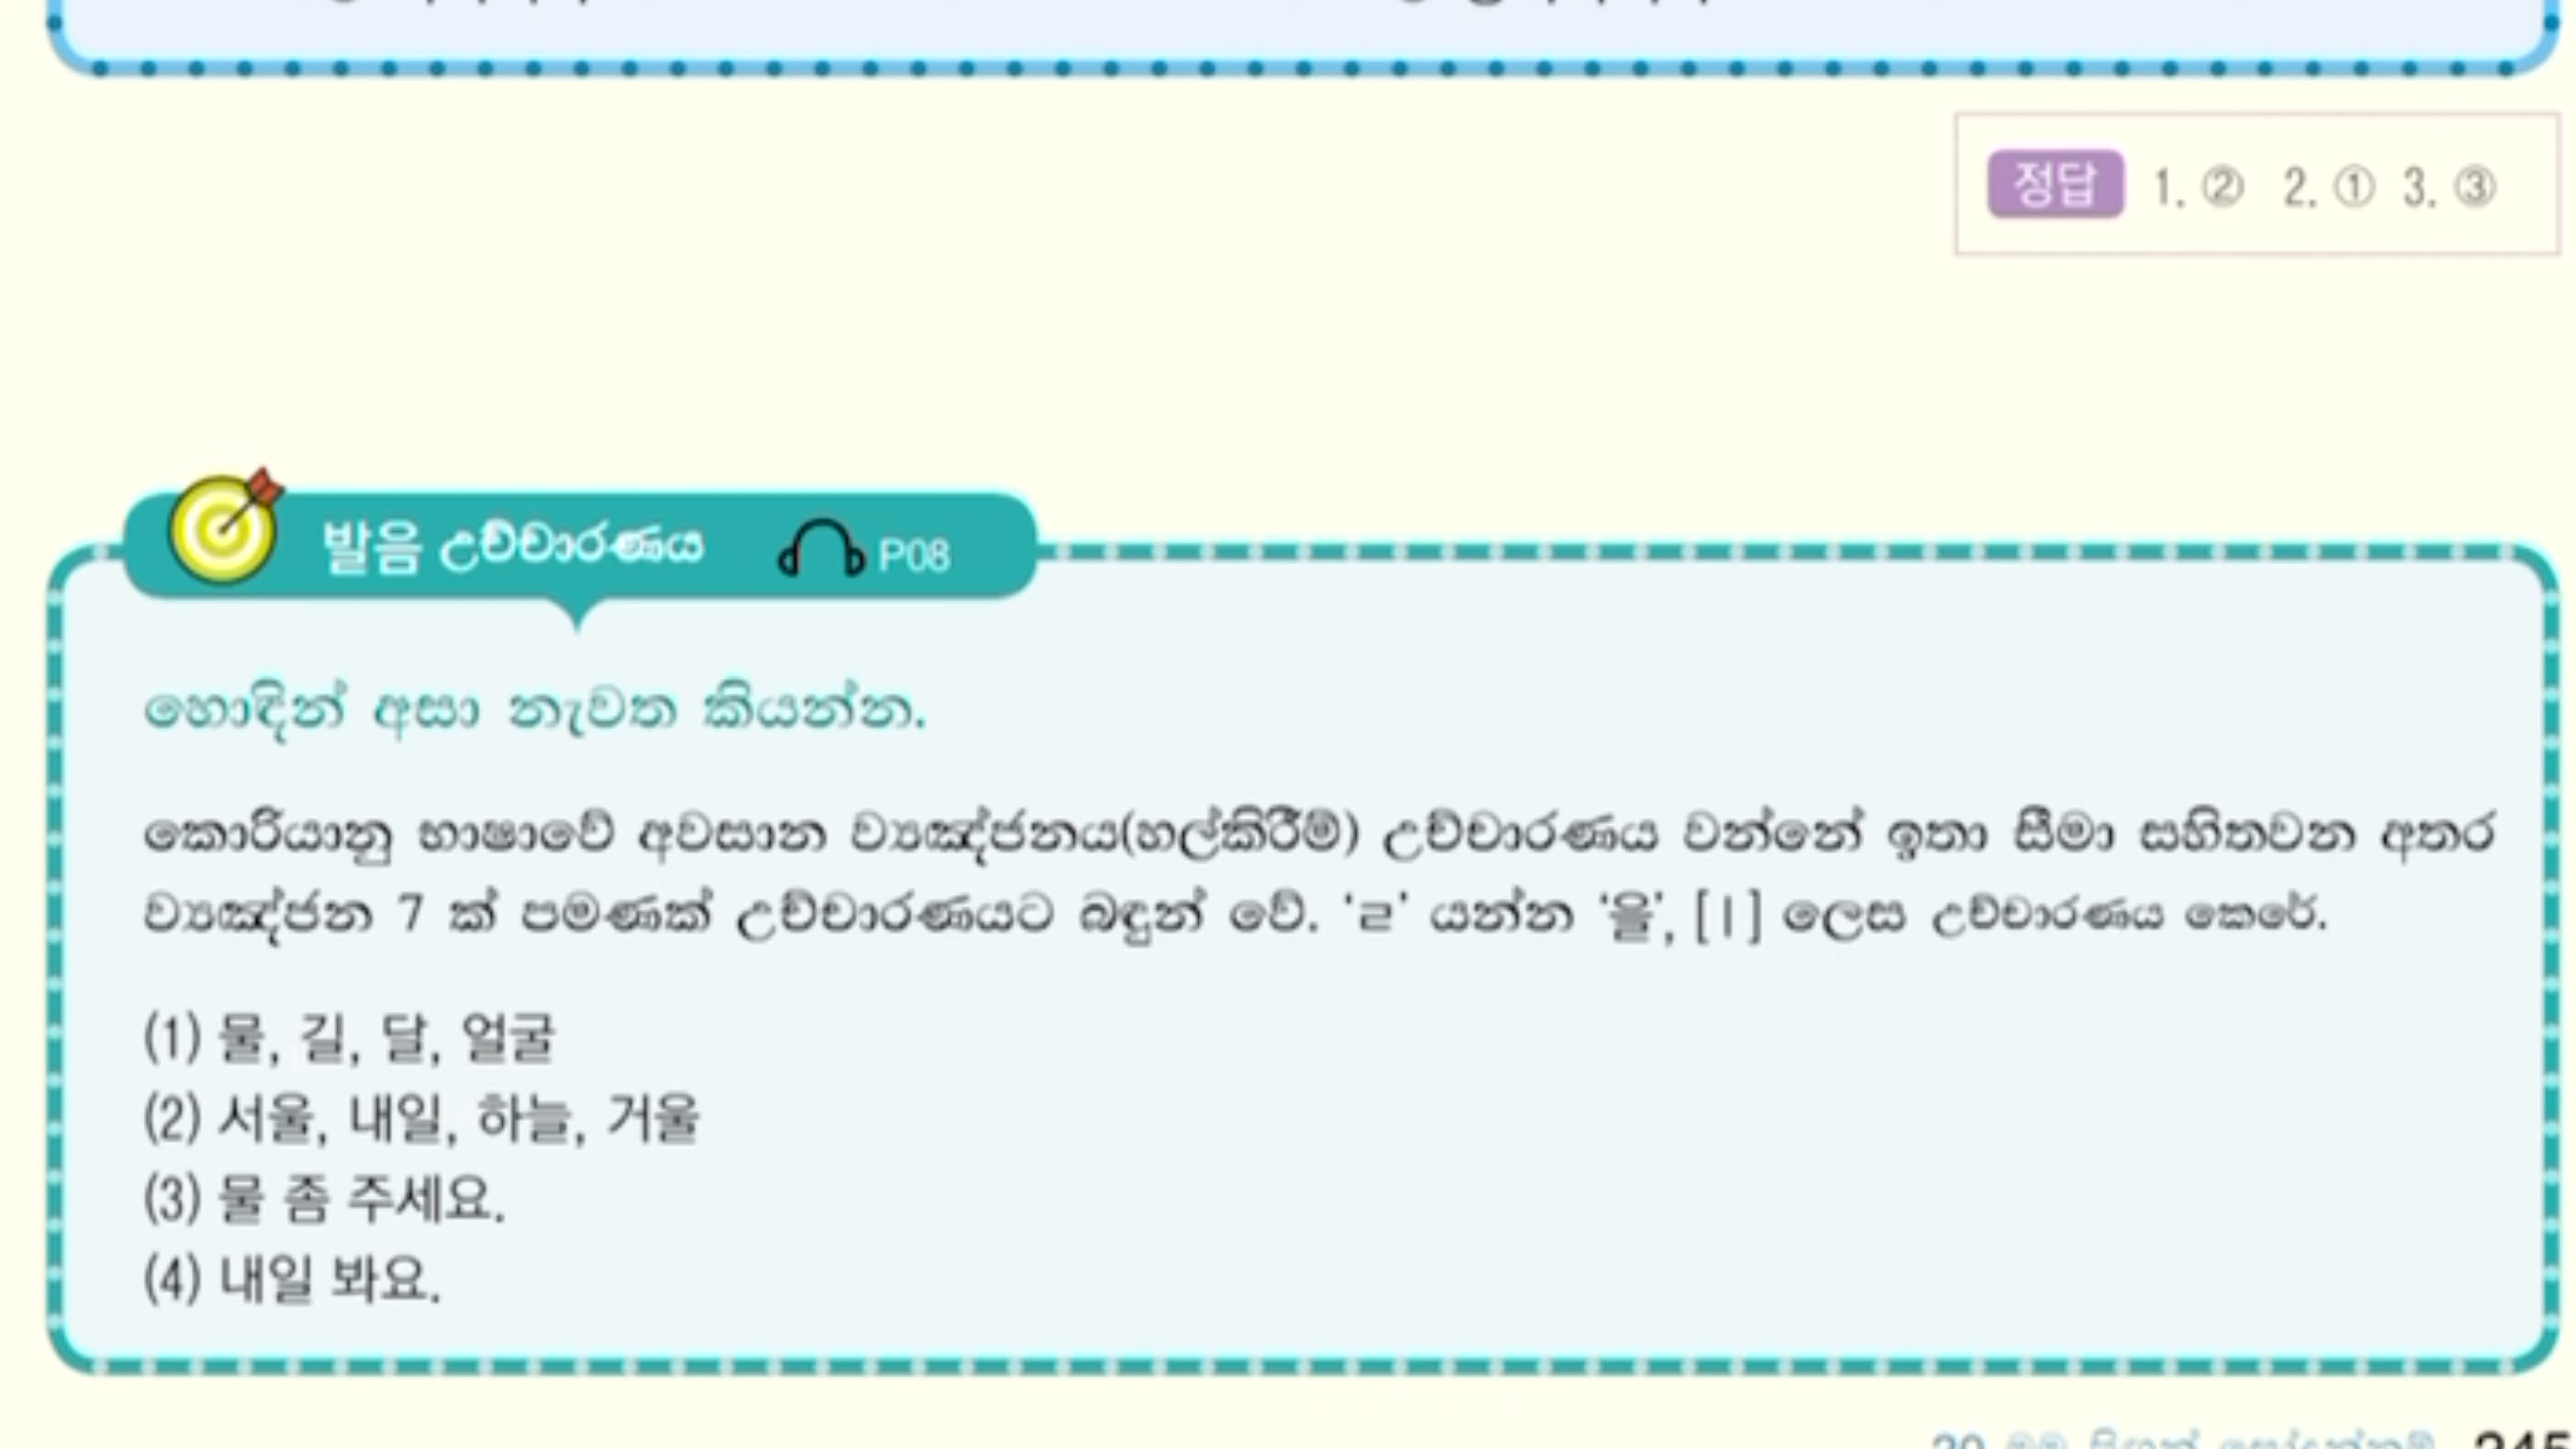 정답 1. ② 2. ① 3. ③
발음 උච්චාරණය P08
හොඳින් අසා නැවත කියන්න.
කොරියානු භාෂාවේ අවසාන ව්‍යඤ්ජනය(හල්කිරීම්) උච්චාරණය වන්නේ ඉතා සීමා සහිතවන අතර
ව්‍යඤ්ජන 7 ක් පමණක් උච්චාරණයට බඳුන් වේ. ‘ㄹ’ යන්න ‘을’, [ l ] ලෙස උච්චාරණය කෙරේ.
(1) 물, 길, 달, 얼굴
(2) 서울, 내일, 하늘, 거울
(3) 물 좀 주세요.
(4) 내일 봐요.